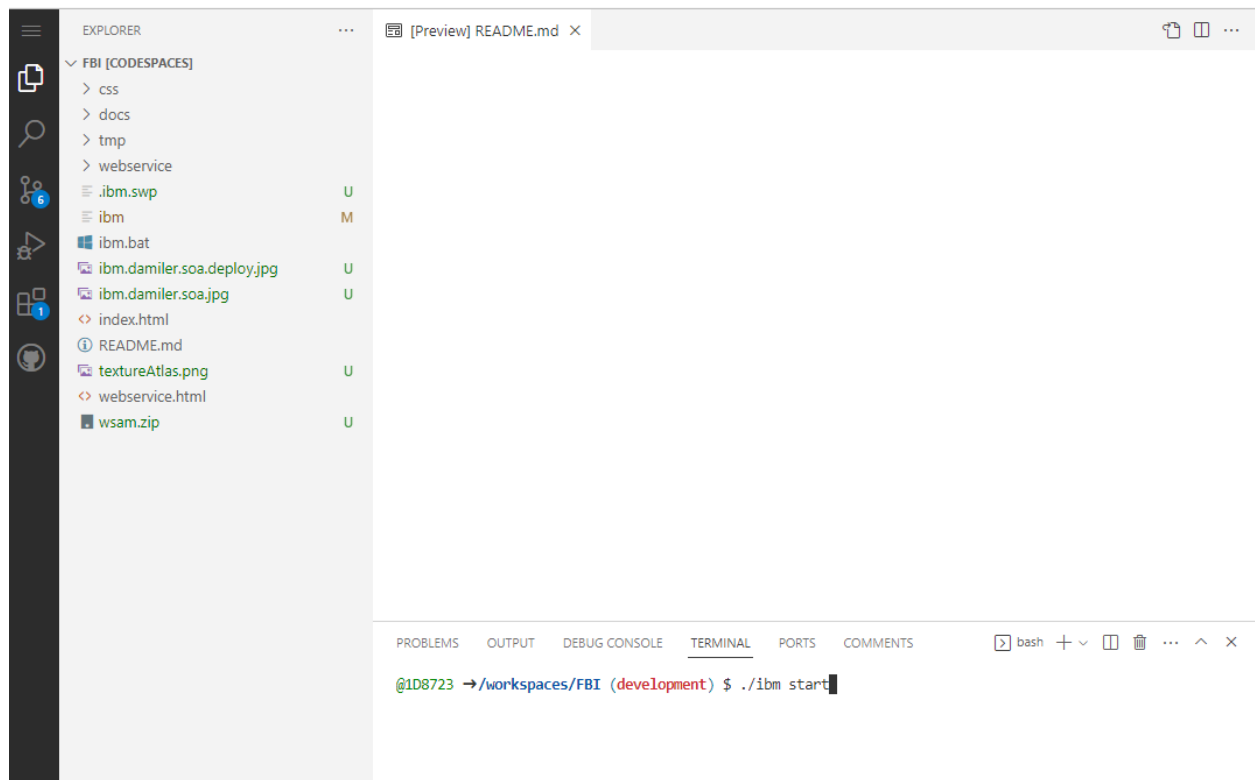 EXPLORER ···
[Preview] README.md
FBI [CODESPACES]
css
docs
tmp
webservice
.ibm.swp U
6
ibm M
ibm.bat
ibm.damiler.soa.deploy.jpg U
ibm.damiler.soa.jpg U
1
index.html
README.md
textureAtlas.png U
webservice.html
wsam.zip U
PROBLEMS OUTPUT DEBUG CONSOLE TERMINAL PORTS COMMENTS bash
@1D8723 →/workspaces/FBI (development) $ ./ibm start